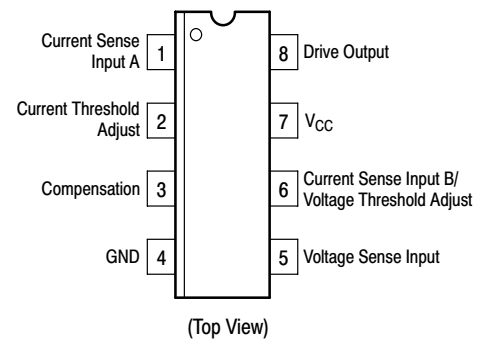 Current Sense
Input A
1
8
Drive Output
Current Threshold
Adjust
2
7
VCC
Compensation
3
6
Current Sense Input B/
Voltage Threshold Adjust
GND
4
5
Voltage Sense Input
(Top View)